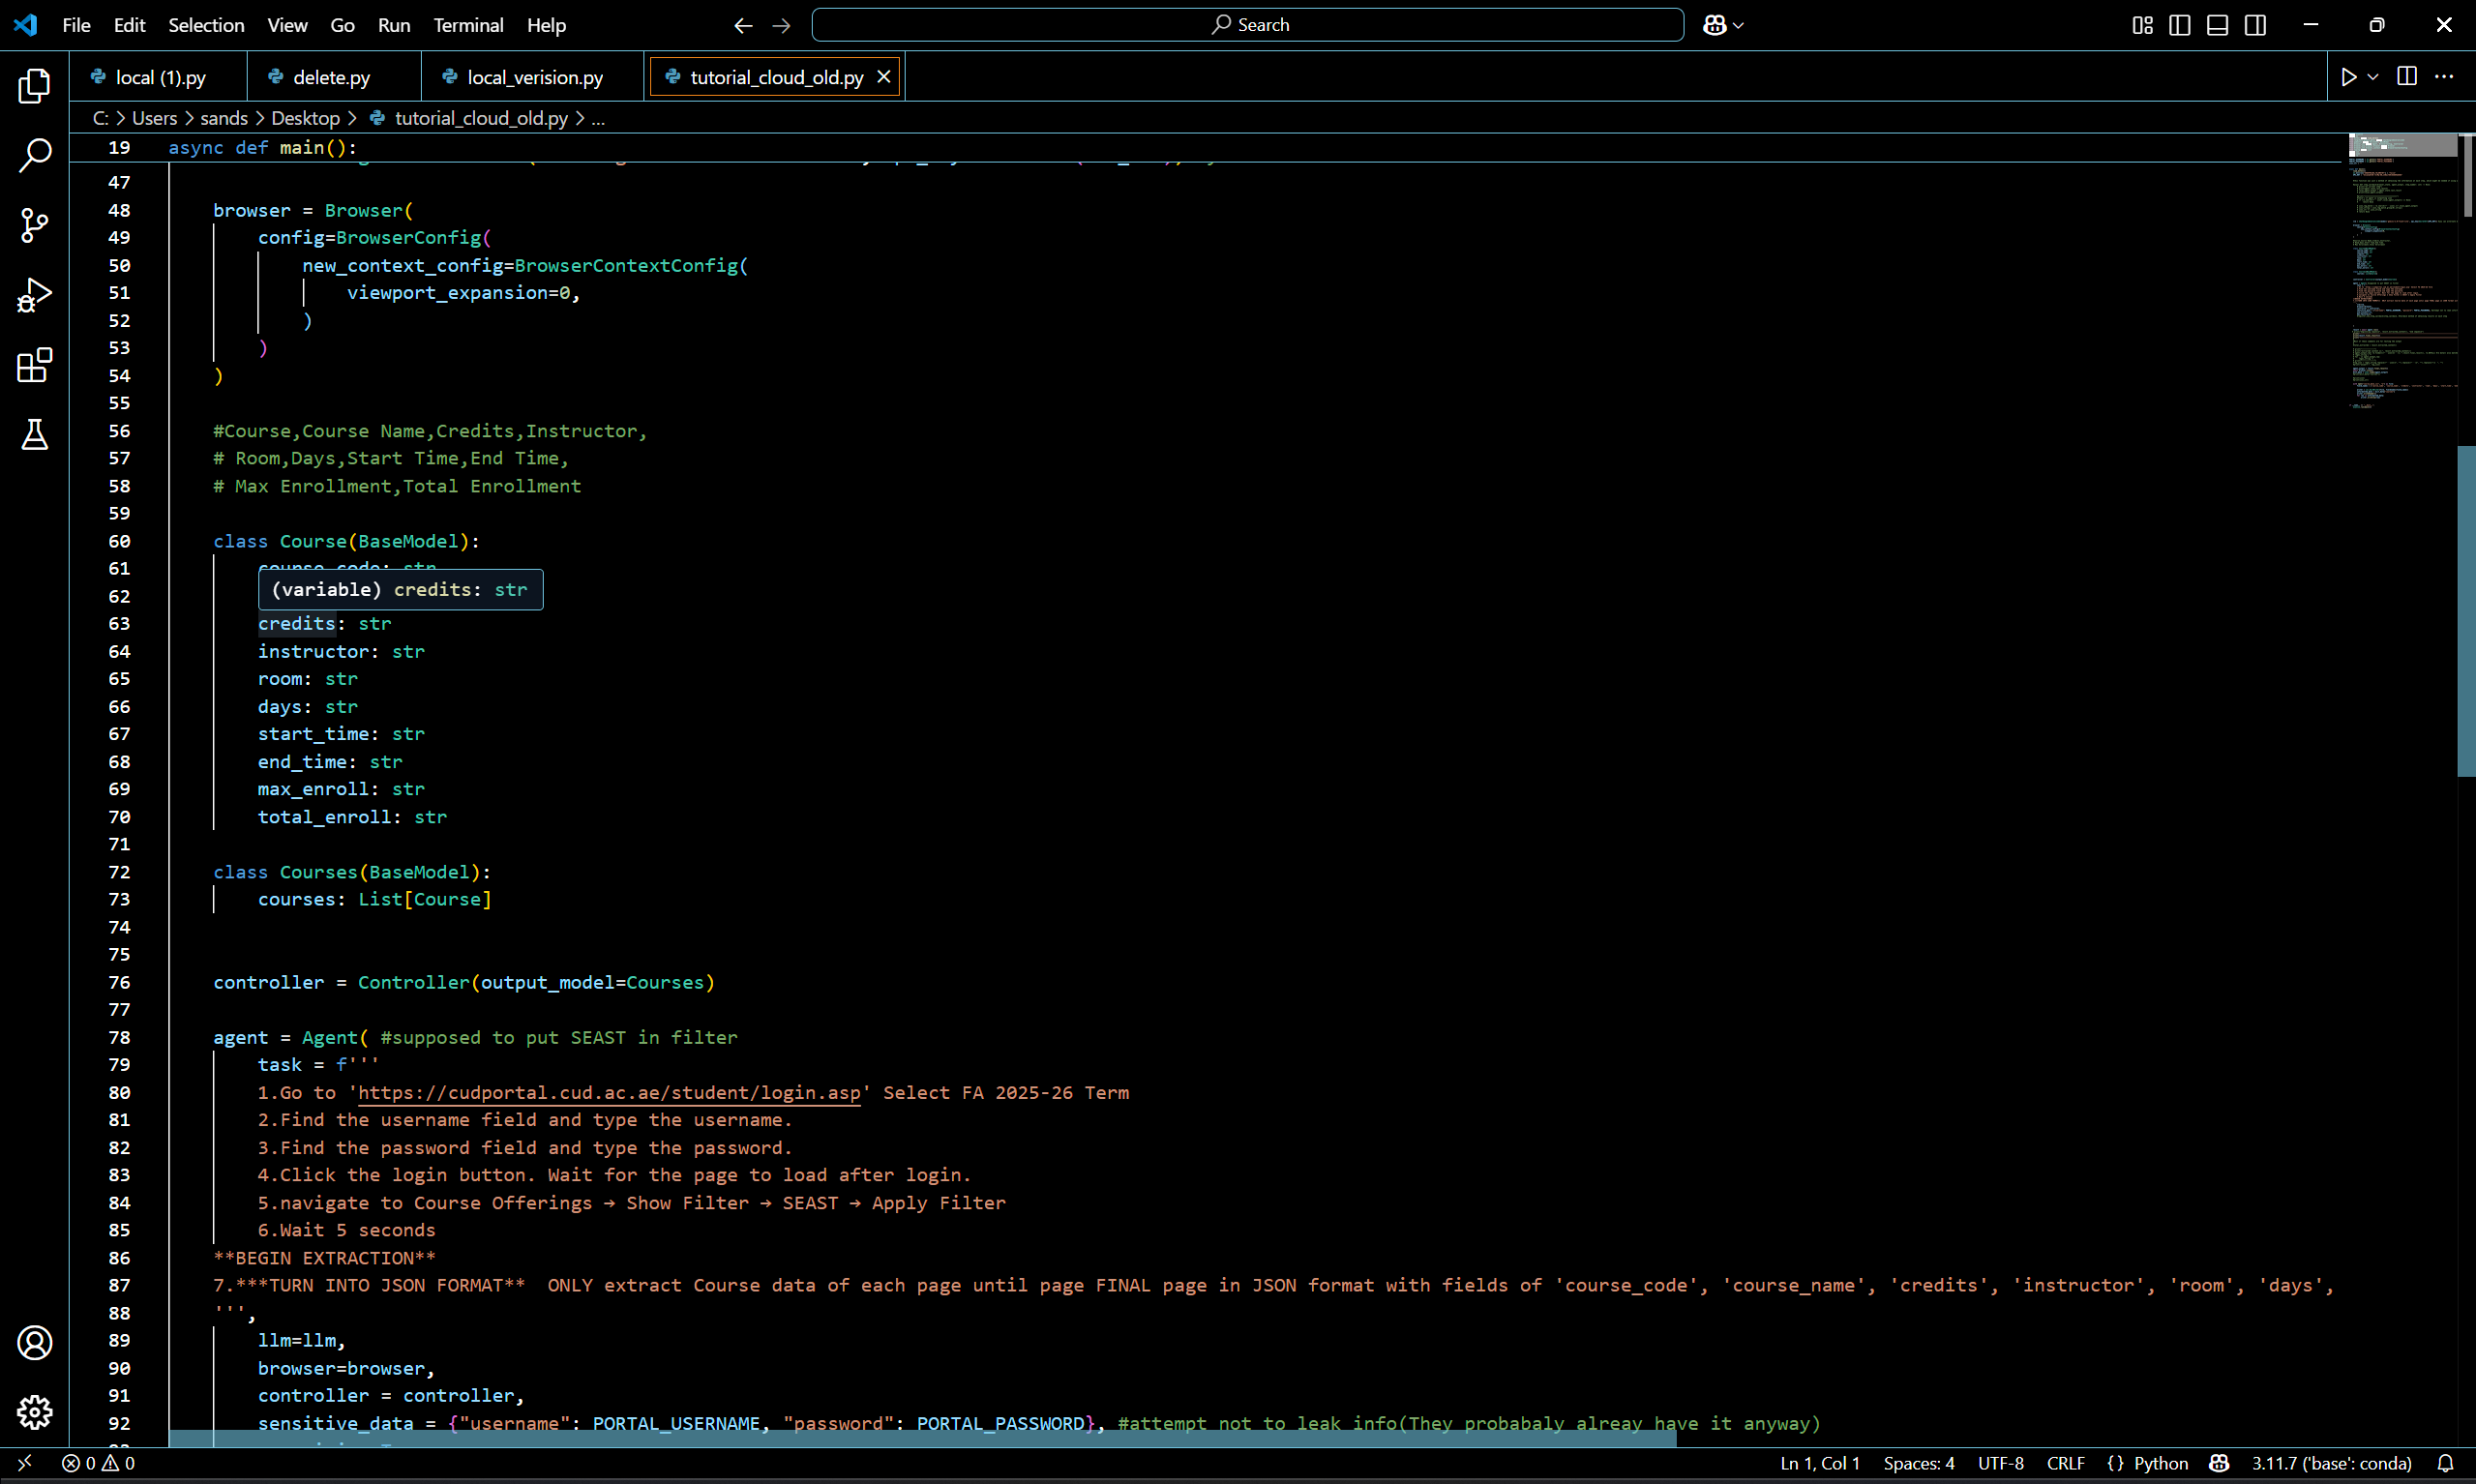 File Edit Selection View Go Run Terminal Help Search
local (1).py delete.py local_verision.py tutorial_cloud_old.py
C: > Users > sands > Desktop > tutorial_cloud_old.py > ...
19 async def main():
47
48 browser = Browser(
49 config=BrowserConfig(
50 new_context_config=BrowserContextConfig(
51 viewport_expansion=0,
52 )
53 )
54 )
55
56 #Course,Course Name,Credits,Instructor,
57 # Room,Days,Start Time,End Time,
58 # Max Enrollment,Total Enrollment
59
60 class Course(BaseModel):
61 course_code: str
62 (variable) credits: str
63 credits: str
64 instructor: str
65 room: str
66 days: str
67 start_time: str
68 end_time: str
69 max_enroll: str
70 total_enroll: str
71
72 class Courses(BaseModel):
73 courses: List[Course]
74
75
76 controller = Controller(output_model=Courses)
77
78 agent = Agent( #supposed to put SEAST in filter
79 task = f'''
80 1.Go to 'https://cudportal.cud.ac.ae/student/login.asp' Select FA 2025-26 Term
81 2.Find the username field and type the username.
82 3.Find the password field and type the password.
83 4.Click the login button. Wait for the page to load after login.
84 5.navigate to Course Offerings → Show Filter → SEAST → Apply Filter
85 6.Wait 5 seconds
86 **BEGIN EXTRACTION**
87 7.***TURN INTO JSON FORMAT** ONLY extract Course data of each page until page FINAL page in JSON format with fields of 'course_code', 'course_name', 'credits', 'instructor', 'room', 'days',
88 ''',
89 llm=llm,
90 browser=browser,
91 controller = controller,
92 sensitive_data = {"username": PORTAL_USERNAME, "password": PORTAL_PASSWORD}, #attempt not to leak info(They probabaly alreay have it anyway)
0 0 Ln 1, Col 1 Spaces: 4 UTF-8 CRLF {} Python 3.11.7 ('base': conda)